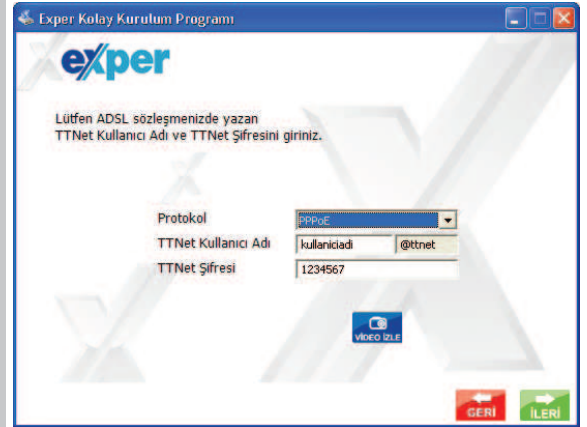 Exper Kolay Kurulum Programı
exper
Lütfen ADSL sözleşmenizde yazan
TTNet Kullanıcı Adı ve TTNet Şifresini giriniz.
Protokol PPPoE
TTNet Kullanıcı Adı kullaniciadi @ttnet
TTNet Şifresi 1234567
VİDEO İZLE
GERİ İLERİ